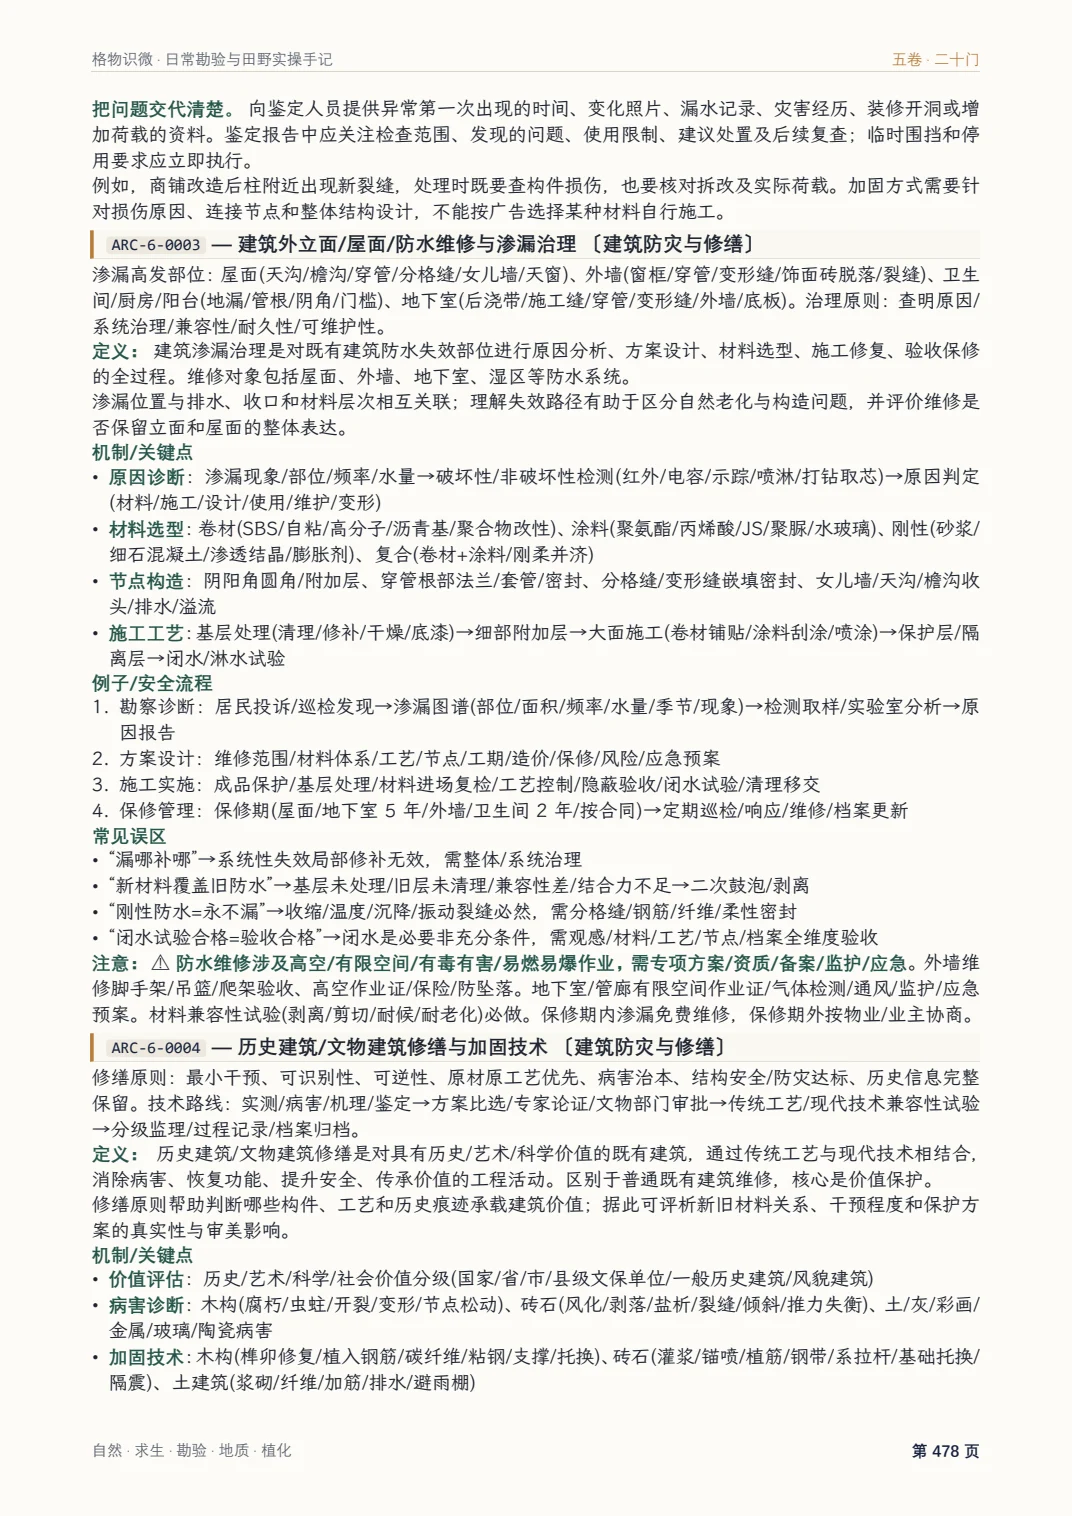 格物识微 · 日常勘验与田野实操手记
五卷 · 二十门
把问题交代清楚。 向鉴定人员提供异常第一次出现的时间、变化照片、漏水记录、灾害经历、装修开洞或增
加荷载的资料。鉴定报告中应关注检查范围、发现的问题、使用限制、建议处置及后续复查；临时围挡和停
用要求应立即执行。
例如，商铺改造后柱附近出现新裂缝，处理时既要查构件损伤，也要核对拆改及实际荷载。加固方式需要针
对损伤原因、连接节点和整体结构设计，不能按广告选择某种材料自行施工。
ARC-6-0003 — 建筑外立面/屋面/防水维修与渗漏治理 〔建筑防灾与修缮〕
渗漏高发部位：屋面(天沟/檐沟/穿管/分格缝/女儿墙/天窗)、外墙(窗框/穿管/变形缝/饰面砖脱落/裂缝)、卫生
间/厨房/阳台(地漏/管根/阴角/门槛)、地下室(后浇带/施工缝/穿管/变形缝/外墙/底板)。治理原则：查明原因/
系统治理/兼容性/耐久性/可维护性。
定义： 建筑渗漏治理是对既有建筑防水失效部位进行原因分析、方案设计、材料选型、施工修复、验收保修
的全过程。维修对象包括屋面、外墙、地下室、湿区等防水系统。
渗漏位置与排水、收口和材料层次相互关联；理解失效路径有助于区分自然老化与构造问题，并评价维修是
否保留立面和屋面的整体表达。
机制/关键点
• 原因诊断：渗漏现象/部位/频率/水量→破坏性/非破坏性检测(红外/电容/示踪/喷淋/打钻取芯)→原因判定
(材料/施工/设计/使用/维护/变形)
• 材料选型：卷材(SBS/自粘/高分子/沥青基/聚合物改性)、涂料(聚氨酯/丙烯酸/JS/聚脲/水玻璃)、刚性(砂浆/
细石混凝土/渗透结晶/膨胀剂)、复合(卷材+涂料/刚柔并济)
• 节点构造：阴阳角圆角/附加层、穿管根部法兰/套管/密封、分格缝/变形缝嵌填密封、女儿墙/天沟/檐沟收
头/排水/溢流
• 施工工艺：基层处理(清理/修补/干燥/底漆)→细部附加层→大面施工(卷材铺贴/涂料刮涂/喷涂)→保护层/隔
离层→闭水/淋水试验
例子/安全流程
1. 勘察诊断：居民投诉/巡检发现→渗漏图谱(部位/面积/频率/水量/季节/现象)→检测取样/实验室分析→原
因报告
2. 方案设计：维修范围/材料体系/工艺/节点/工期/造价/保修/风险/应急预案
3. 施工实施：成品保护/基层处理/材料进场复检/工艺控制/隐蔽验收/闭水试验/清理移交
4. 保修管理：保修期(屋面/地下室 5 年/外墙/卫生间 2 年/按合同)→定期巡检/响应/维修/档案更新
常见误区
• “漏哪补哪”→系统性失效局部修补无效，需整体/系统治理
• “新材料覆盖旧防水”→基层未处理/旧层未清理/兼容性差/结合力不足→二次鼓泡/剥离
• “刚性防水=永不漏”→收缩/温度/沉降/振动裂缝必然，需分格缝/钢筋/纤维/柔性密封
• “闭水试验合格=验收合格”→闭水是必要非充分条件，需观感/材料/工艺/节点/档案全维度验收
注意：⚠ 防水维修涉及高空/有限空间/有毒有害/易燃易爆作业，需专项方案/资质/备案/监护/应急。外墙维
修脚手架/吊篮/爬架验收、高空作业证/保险/防坠落。地下室/管廊有限空间作业证/气体检测/通风/监护/应急
预案。材料兼容性试验(剥离/剪切/耐候/耐老化)必做。保修期内渗漏免费维修，保修期外按物业/业主协商。
ARC-6-0004 — 历史建筑/文物建筑修缮与加固技术 〔建筑防灾与修缮〕
修缮原则：最小干预、可识别性、可逆性、原材原工艺优先、病害治本、结构安全/防灾达标、历史信息完整
保留。技术路线：实测/病害/机理/鉴定→方案比选/专家论证/文物部门审批→传统工艺/现代技术兼容性试验
→分级监理/过程记录/档案归档。
定义： 历史建筑/文物建筑修缮是对具有历史/艺术/科学价值的既有建筑，通过传统工艺与现代技术相结合，
消除病害、恢复功能、提升安全、传承价值的工程活动。区别于普通既有建筑维修，核心是价值保护。
修缮原则帮助判断哪些构件、工艺和历史痕迹承载建筑价值；据此可评析新旧材料关系、干预程度和保护方
案的真实性与审美影响。
机制/关键点
• 价值评估：历史/艺术/科学/社会价值分级(国家/省/市/县级文保单位/一般历史建筑/风貌建筑)
• 病害诊断：木构(腐朽/虫蛀/开裂/变形/节点松动)、砖石(风化/剥落/盐析/裂缝/倾斜/推力失衡)、土/灰/彩画/
金属/玻璃/陶瓷病害
• 加固技术：木构(榫卯修复/植入钢筋/碳纤维/粘钢/支撑/托换)、砖石(灌浆/锚喷/植筋/钢带/系拉杆/基础托换/
隔震)、土建筑(浆砌/纤维/加筋/排水/避雨棚)
自然 · 求生 · 勘验 · 地质 · 植化
第 478 页